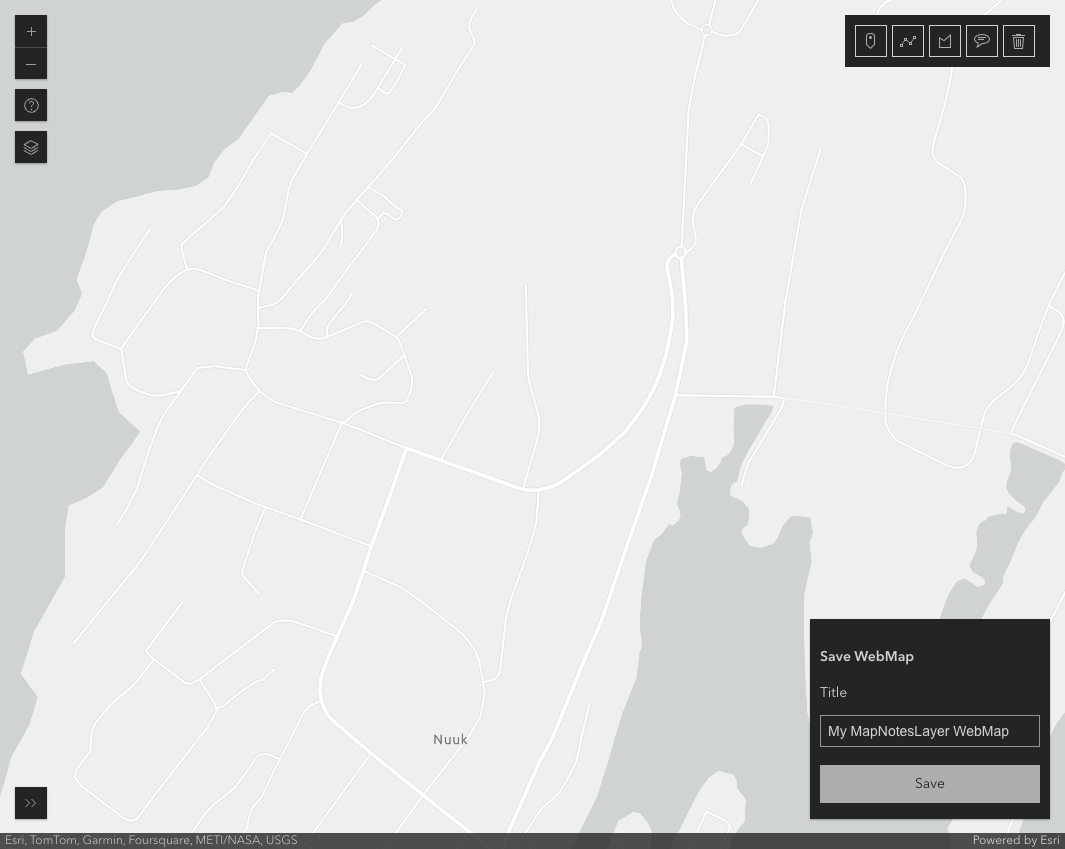 Nuuk
Save WebMap
Title
My MapNotesLayer WebMap
Save
Esri, TomTom, Garmin, Foursquare, METI/NASA, USGS
Powered by Esri